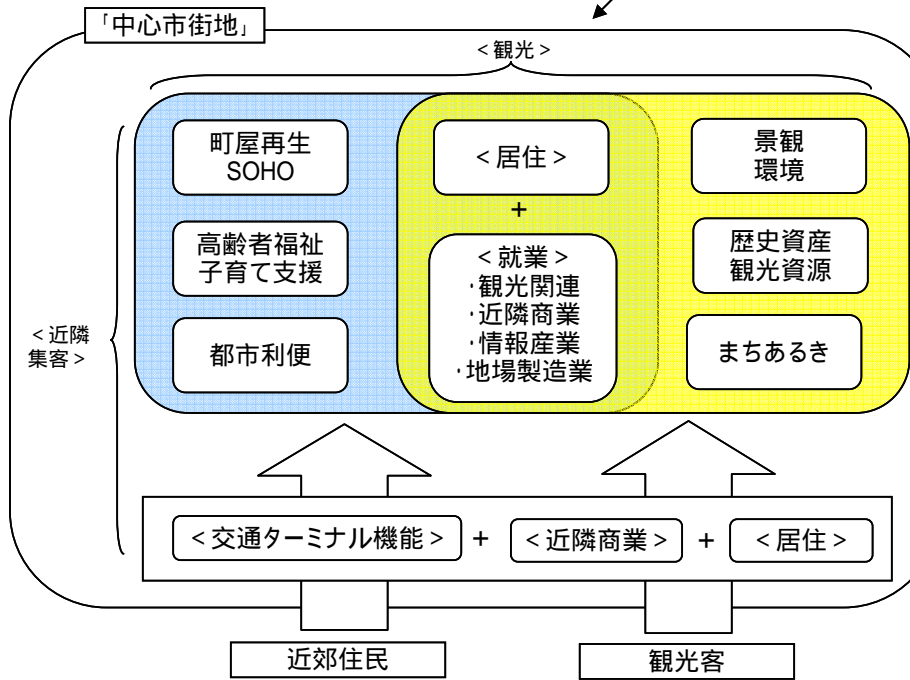 「中心市街地」
<観光>
町屋再生
SOHO
<居住>
景観
環境
+
高齢者福祉
子育て支援
<就業>
・観光関連
・近隣商業
・情報産業
・地場製造業
歴史資産
観光資源
<近隣
集客>
都市利便
まちあるき
<交通ターミナル機能> + <近隣商業> + <居住>
近郊住民
観光客